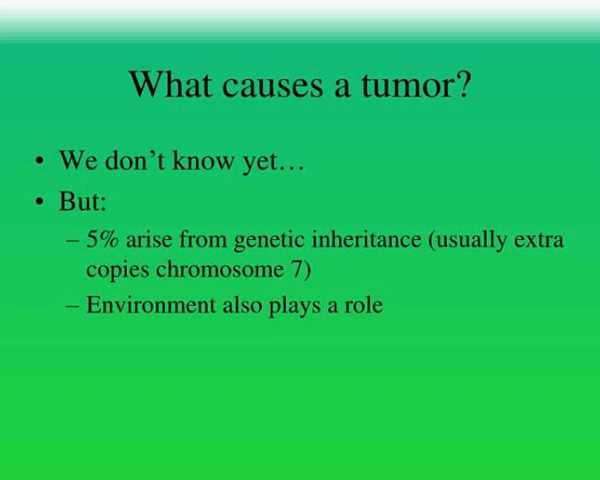 What causes a tumor?
• We don’t know yet…
• But:
– 5% arise from genetic inheritance (usually extra
copies chromosome 7)
– Environment also plays a role